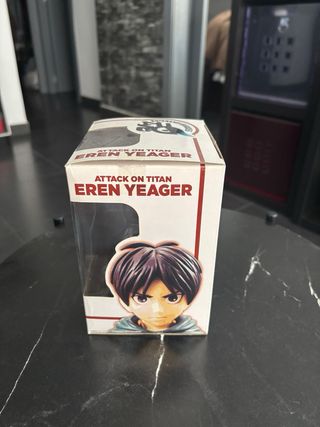 ATTACK ON TITAN
EREN YEAGER
ATTACK ON TITAN
EREN YEAGER